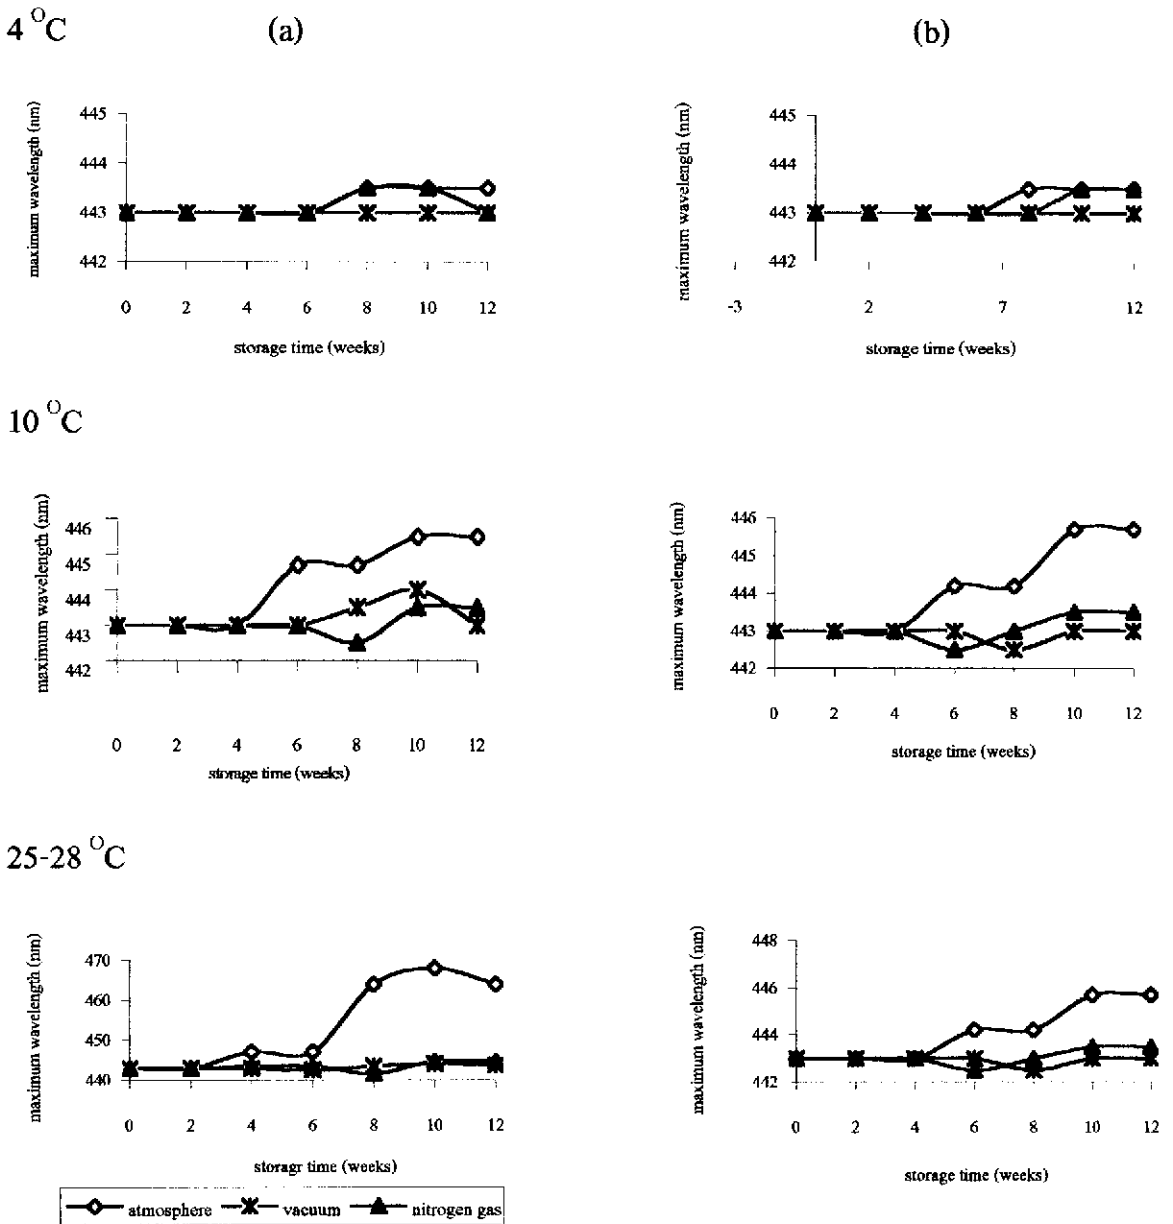 4 °C (a) (b)
maximum wavelength (nm)
445
444
443
442
0 2 4 6 8 10 12
storage time (weeks)
maximum wavelength (nm)
445
444
443
442
-3 2 7 12
storage time (weeks)
10 °C
maximum wavelength (nm)
446
445
444
443
442
0 2 4 6 8 10 12
storage time (weeks)
maximum wavelength (nm)
446
445
444
443
442
0 2 4 6 8 10 12
storage time (weeks)
25-28 °C
maximum wavelength (nm)
470
460
450
440
0 2 4 6 8 10 12
storagr time (weeks)
maximum wavelength (nm)
448
446
444
442
0 2 4 6 8 10 12
storage time (weeks)
atmosphere vacuum nitrogen gas